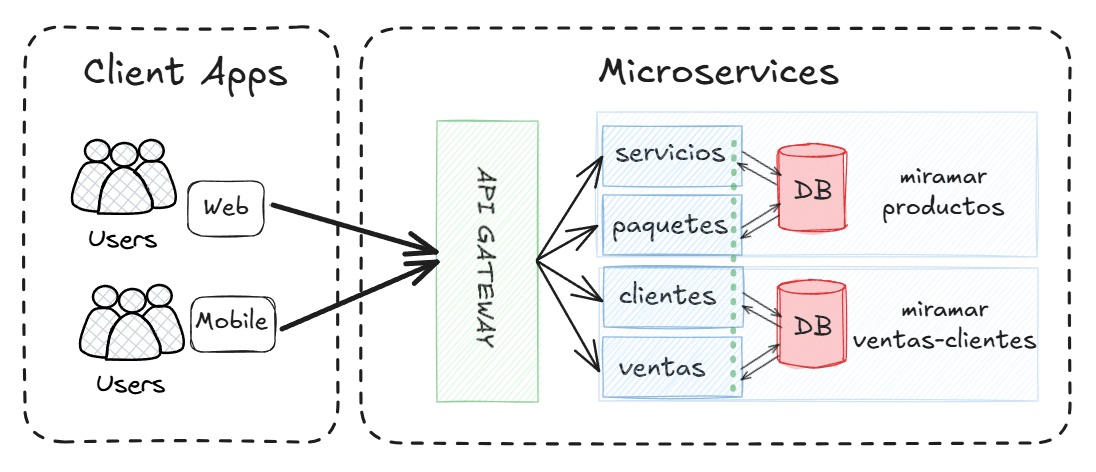 Client Apps
Users
Web
Users
Mobile
Microservices
API GATEWAY
servicios
paquetes
DB
miramar
productos
clientes
ventas
DB
miramar
ventas-clientes